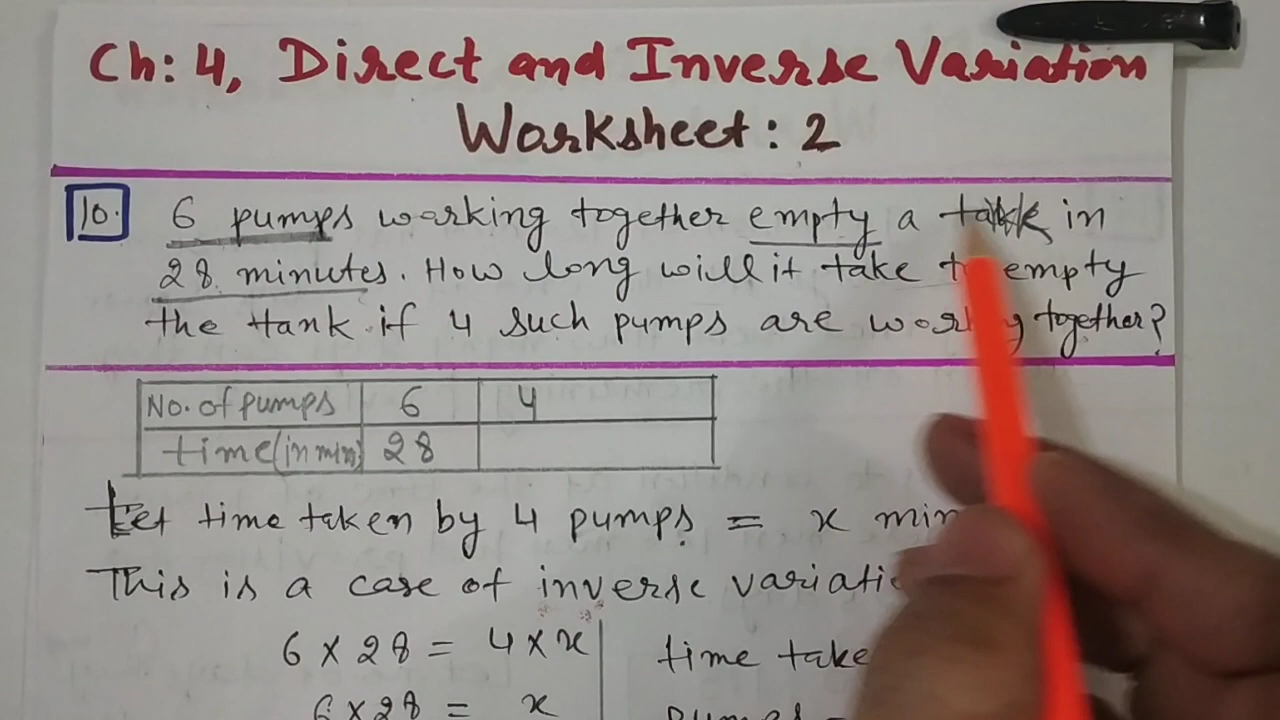 Ch: 4, Direct and Inverse Variation
Worksheet: 2
10. 6 pumps working together empty a tank in
28 minutes. How long will it take to empty
the tank if 4 such pumps are together?
No. of pumps 6 4
time (in min) 28
Let time taken by 4 pumps = x min
This is a case of inverse
6 × 28 = 4 × x
time
6 × 28 = x